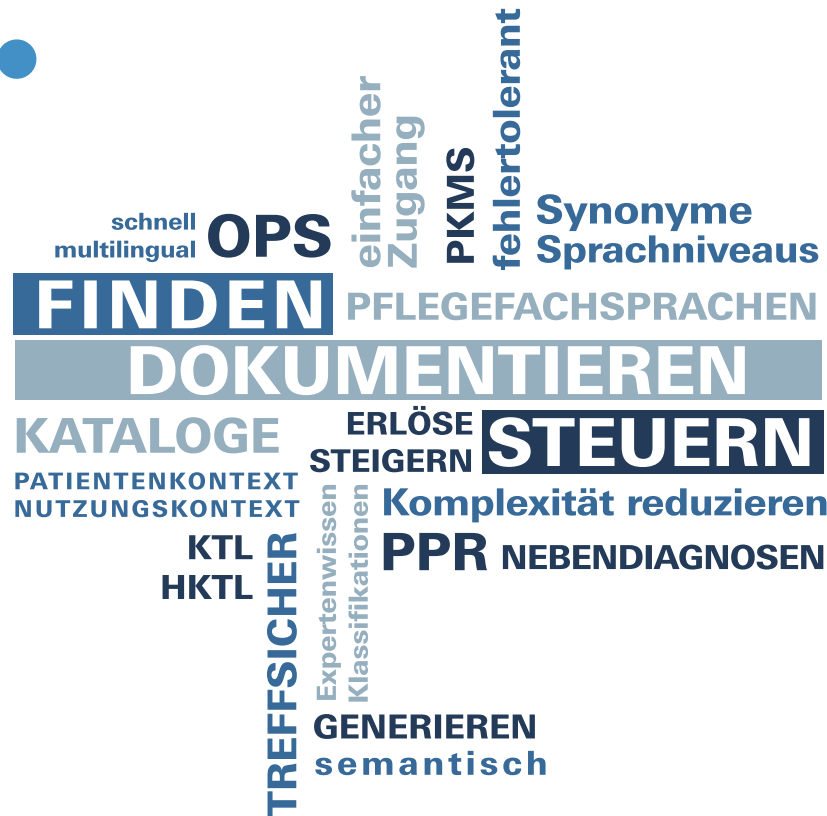 einfacher
Zugang
PKMS
fehlertolerant
schnell
multilingual
OPS
Synonyme
Sprachniveaus
FINDEN
PFLEGEFACHSPRACHEN
DOKUMENTIEREN
KATALOGE
ERLÖSE
STEIGERN
STEUERN
PATIENTENKONTEXT
NUTZUNGSKONTEXT
Komplexität reduzieren
KTL
HKTL
TREFFSICHER
Expertenwissen
Klassifikationen
PPR
NEBENDIAGNOSEN
GENERIEREN
semantisch